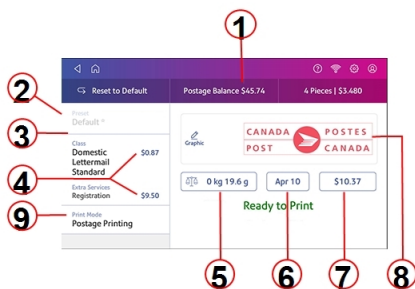 1
2
3
4
9
5
6
7
8
Reset to Default
Postage Balance $45.74
4 Pieces | $3.480
Preset
Default ^
Class
Domestic $0.87
Lettermail
Standard
Extra Services
Registration $9.50
Print Mode
Postage Printing
Graphic
CANADA POSTES
POST CANADA
0 kg 19.6 g
Apr 10
$10.37
Ready to Print